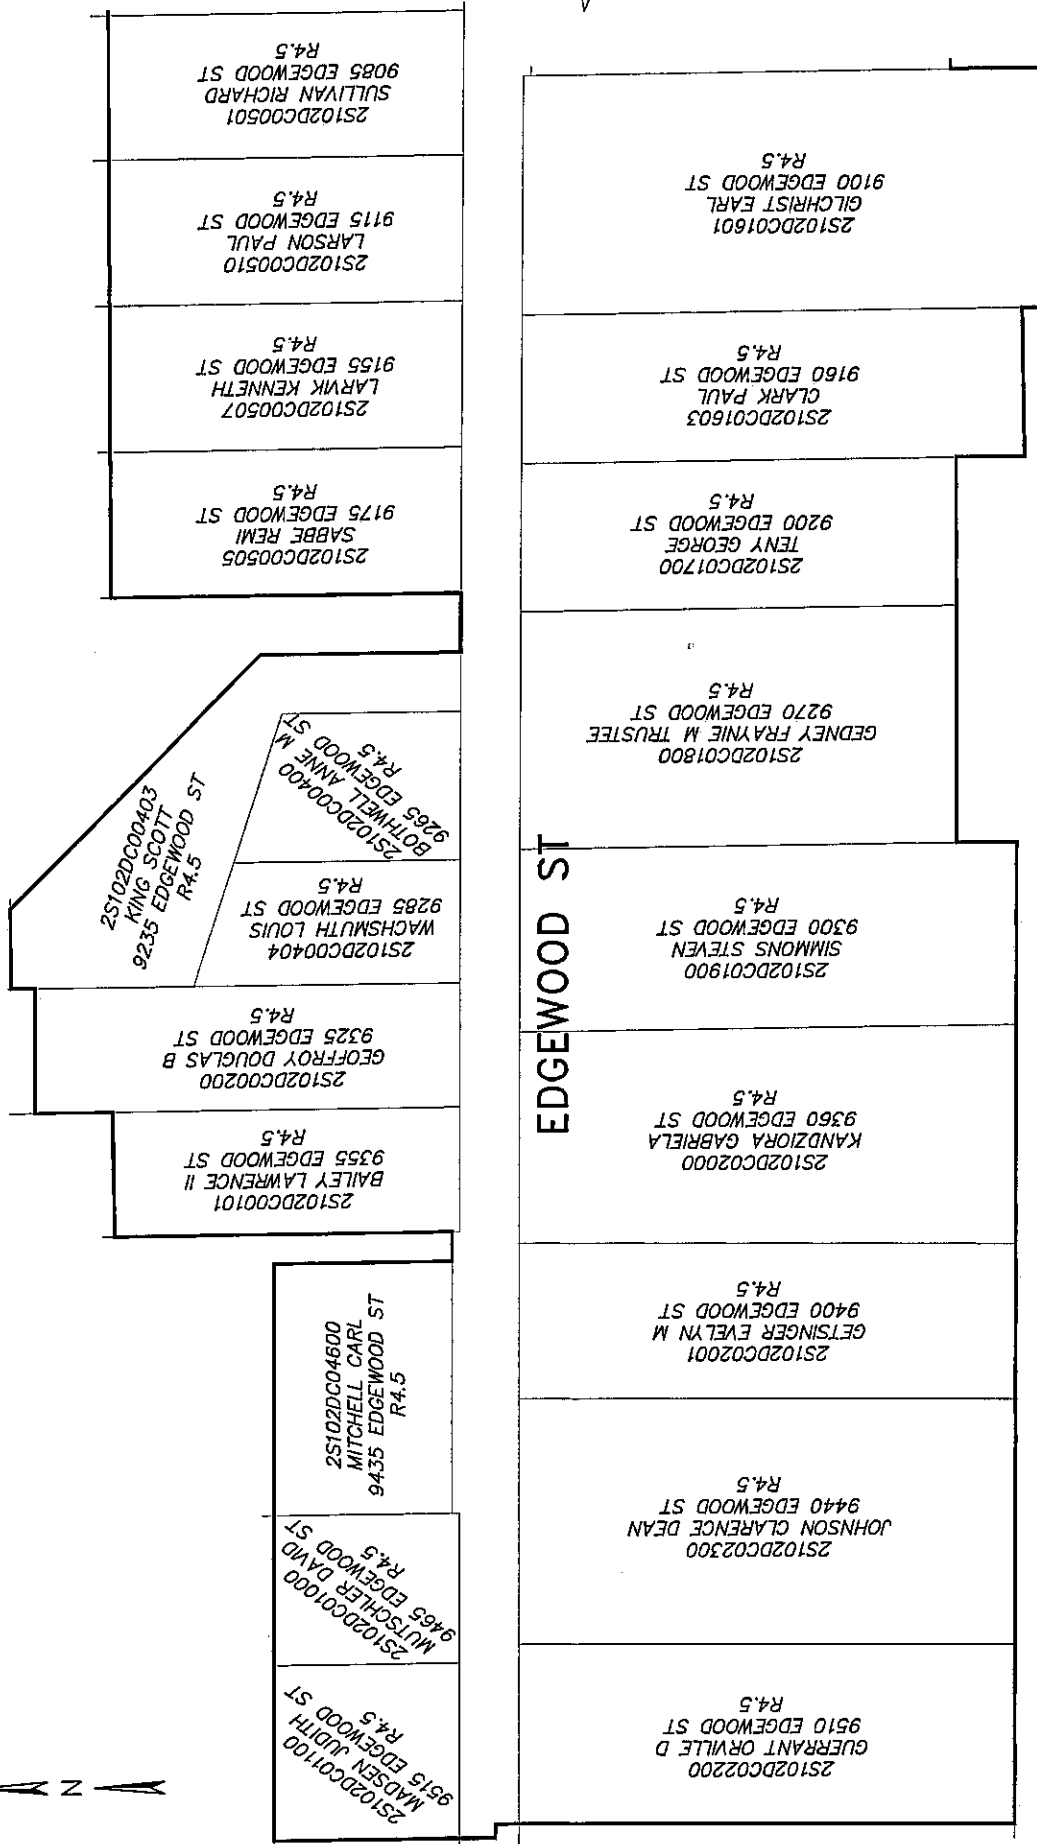 2S102DC00501
SULLIVAN RICHARD
9085 EDGEWOOD ST
R4.5
2S102DC00510
LARSON PAUL
9115 EDGEWOOD ST
R4.5
2S102DC00507
LARVIK KENNETH
9155 EDGEWOOD ST
R4.5
2S102DC00505
SABBE REMI
9175 EDGEWOOD ST
R4.5
2S102DC00403
KING SCOTT
9235 EDGEWOOD ST
R4.5
2S102DC00400
BOTHWELL ANNE M
9265 EDGEWOOD ST
R4.5
2S102DC00404
WACHSMUTH LOUIS
9285 EDGEWOOD ST
R4.5
2S102DC00200
GEOFFROY DOUGLAS B
9325 EDGEWOOD ST
R4.5
2S102DC00101
BAILEY LAWRENCE II
9355 EDGEWOOD ST
R4.5
2S102DC04600
MITCHELL CARL
9435 EDGEWOOD ST
R4.5
2S102DC01000
MUTSCHLER DAVID
9465 EDGEWOOD ST
R4.5
2S102DC01100
MADSEN JUDITH
9515 EDGEWOOD ST
R4.5
EDGEWOOD ST
2S102DC01601
GILCHRIST EARL
9100 EDGEWOOD ST
R4.5
2S102DC01603
CLARK PAUL
9160 EDGEWOOD ST
R4.5
2S102DC01700
TENY GEORGE
9200 EDGEWOOD ST
R4.5
2S102DC01800
GEDNEY FRAYNIE M TRUSTEE
9270 EDGEWOOD ST
R4.5
2S102DC01900
SIMMONS STEVEN
9300 EDGEWOOD ST
R4.5
2S102DC02000
KANDZIORA GABRIELA
9360 EDGEWOOD ST
R4.5
2S102DC02001
GETSINGER EVELYN M
9400 EDGEWOOD ST
R4.5
2S102DC02300
JOHNSON CLARENCE DEAN
9440 EDGEWOOD ST
R4.5
2S102DC02200
GUERRANT ORVILLE D
9510 EDGEWOOD ST
R4.5
N